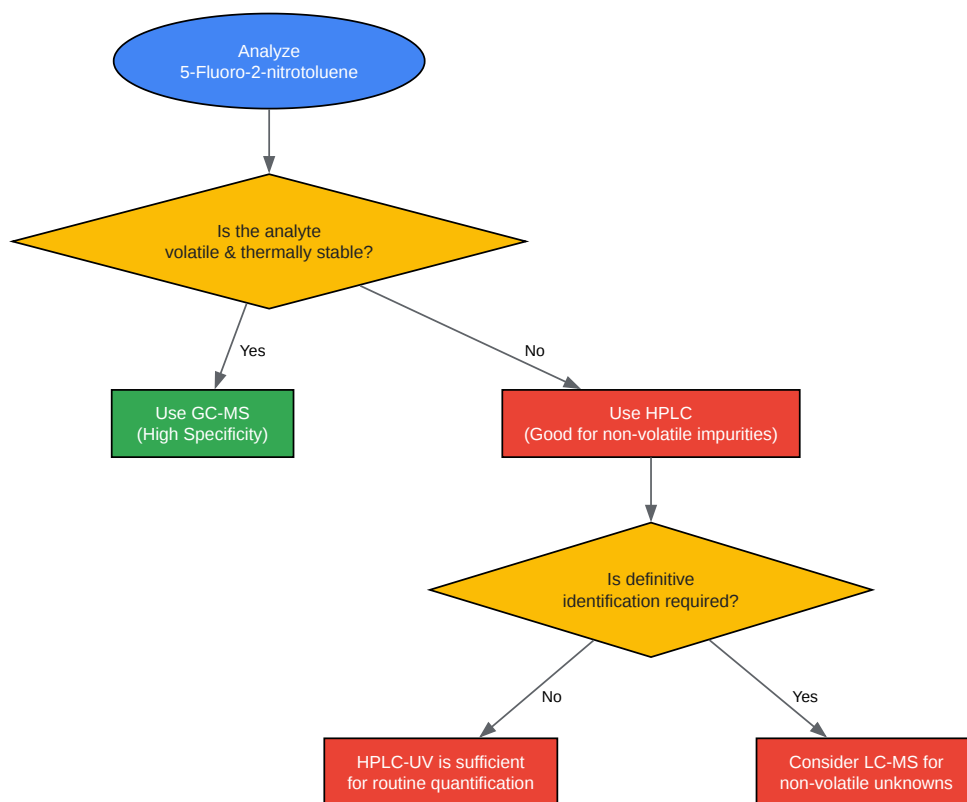 Analyze
5-Fluoro-2-nitrotoluene
Is the analyte
volatile & thermally stable?
Yes
No
Use GC-MS
(High Specificity)
Use HPLC
(Good for non-volatile impurities)
Is definitive
identification required?
No
Yes
HPLC-UV is sufficient
for routine quantification
Consider LC-MS for
non-volatile unknowns